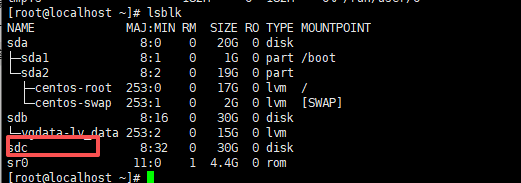 [root@localhost ~]# lsblk
NAME MAJ:MIN RM SIZE RO TYPE MOUNTPOINT
sda 8:0 0 20G 0 disk
├─sda1 8:1 0 1G 0 part /boot
└─sda2 8:2 0 19G 0 part
├─centos-root 253:0 0 17G 0 lvm /
└─centos-swap 253:1 0 2G 0 lvm [SWAP]
sdb 8:16 0 30G 0 disk
└─vgdata-lv_data 253:2 0 15G 0 lvm
sdc 8:32 0 30G 0 disk
sr0 11:0 1 4.4G 0 rom
[root@localhost ~]#